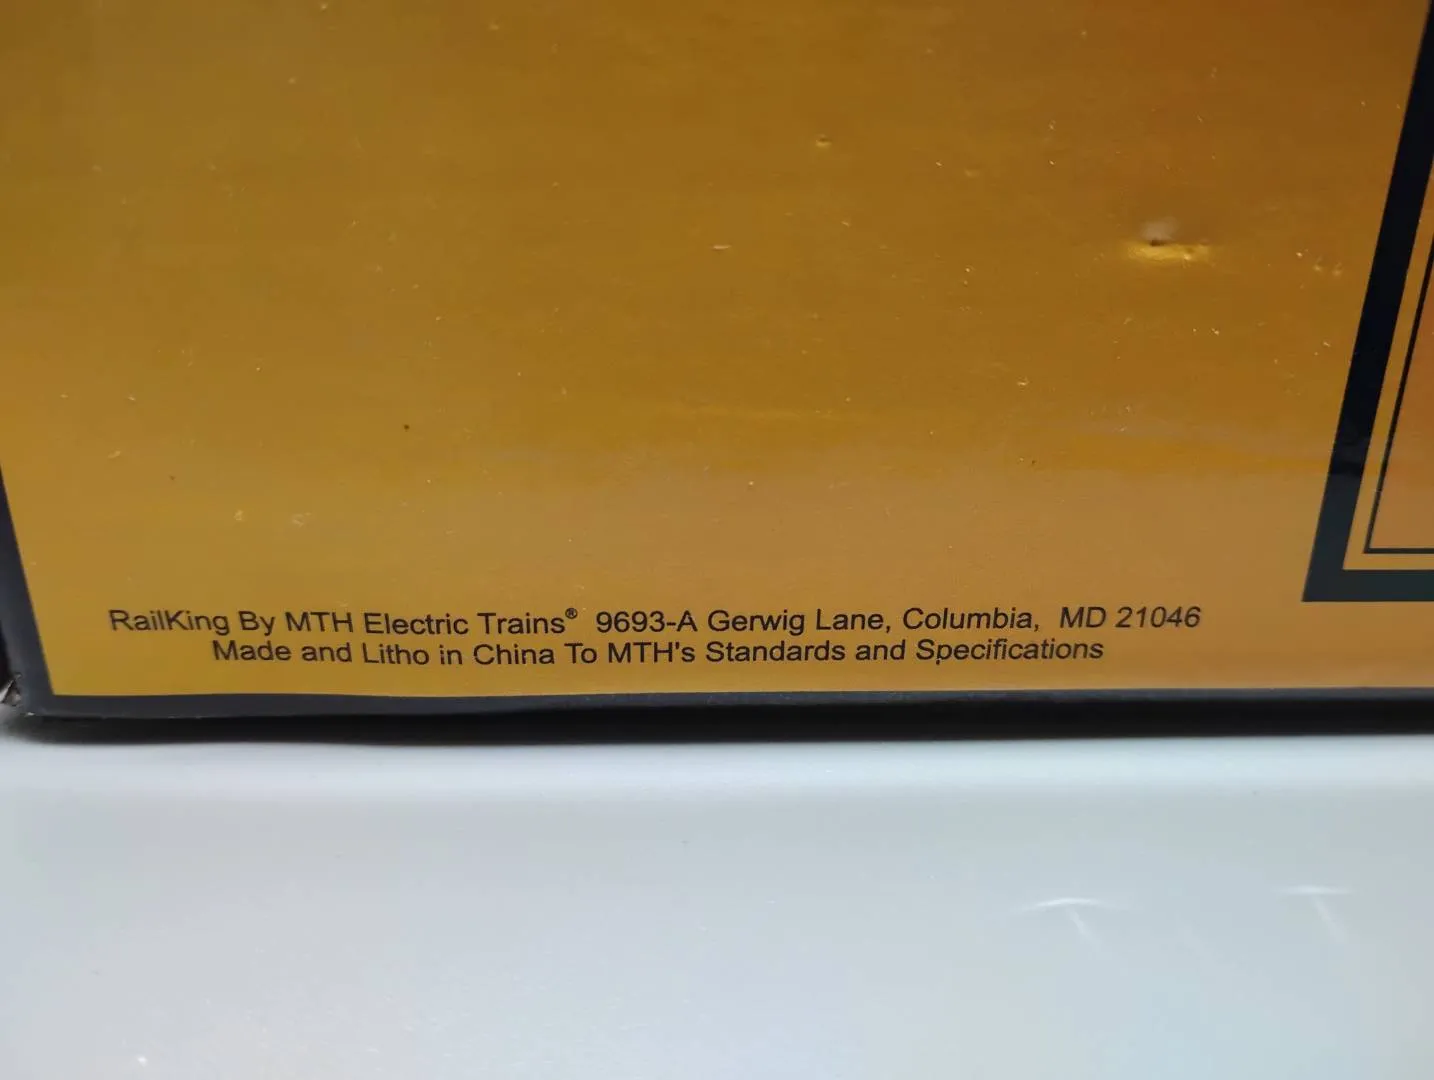 RailKing By MTH Electric Trains® 9693-A Gerwig Lane, Columbia, MD 21046
Made and Litho in China To MTH's Standards and Specifications